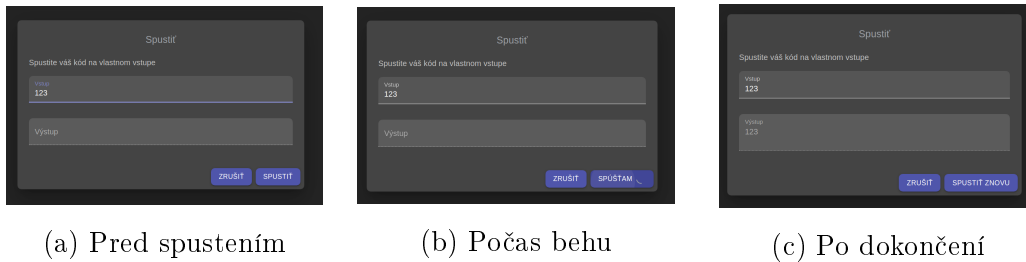 Spustiť
Spustite váš kód na vlastnom vstupe
Vstup
123
Výstup
ZRUŠIŤ
SPUSTIŤ
(a) Pred spustením
Spustiť
Spustite váš kód na vlastnom vstupe
Vstup
123
Výstup
ZRUŠIŤ
SPÚŠŤAM
(b) Počas behu
Spustiť
Spustite váš kód na vlastnom vstupe
Vstup
123
Výstup
123
ZRUŠIŤ
SPUSTIŤ ZNOVU
(c) Po dokončení